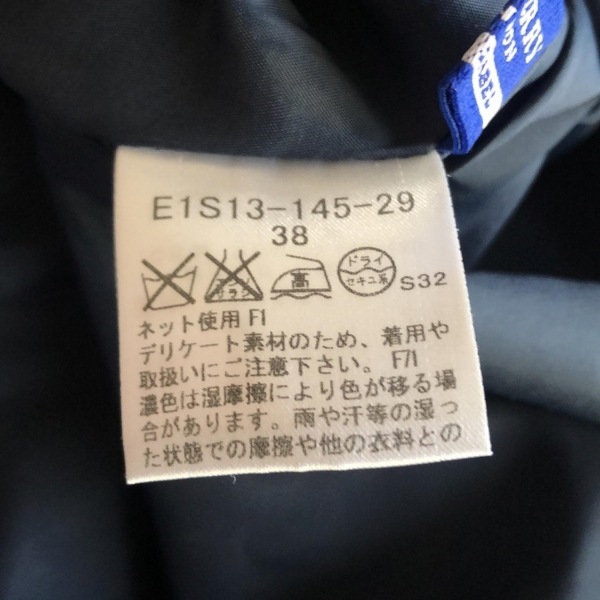 E1S13-145-29
38
高
ドライ
セキユ系
S32
ネット使用 F1
デリケート素材のため、着用や
取扱いにご注意下さい。 F/1
濃色は湿摩擦により色が移る場
合があります。雨や汗等の湿っ
た状態での摩擦や他の衣料との